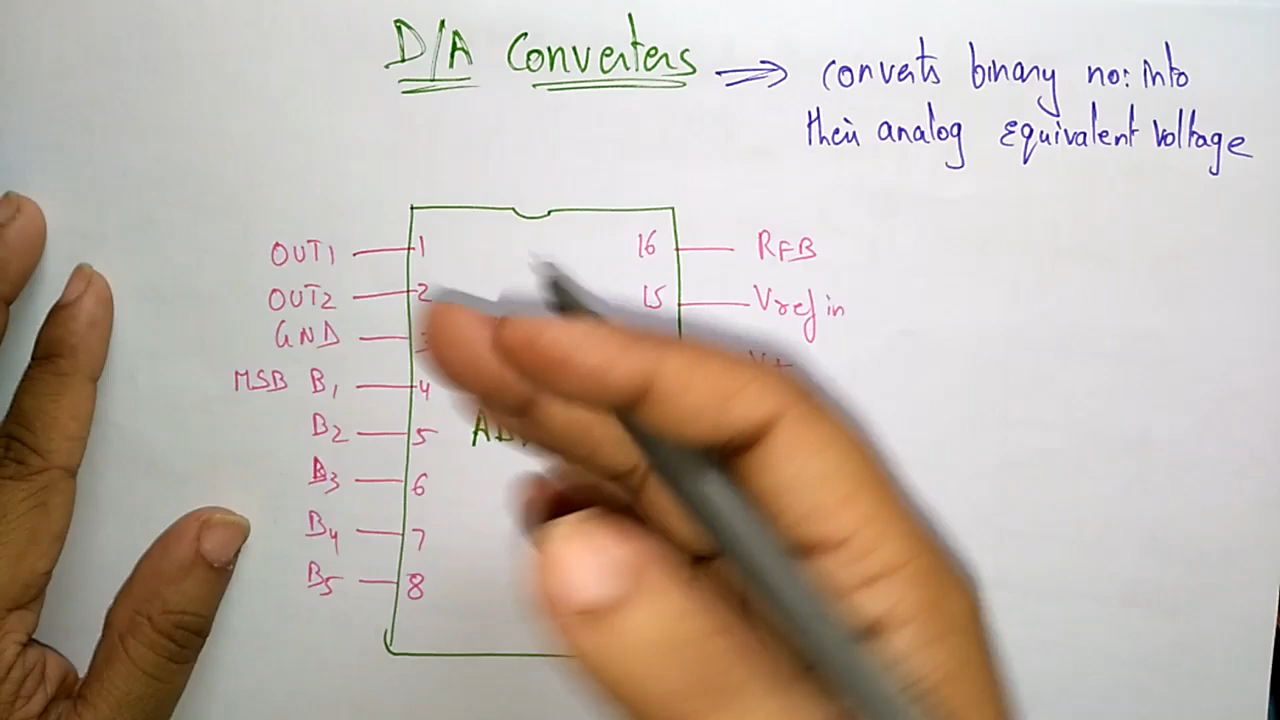 D/A Converters → converts binary no: into
their analog equivalent voltage
OUT1 1 16 RFB
OUT2 2 15 Vref in
GND 3
MSB B1 4
B2 5
B3 6
B4 7
B5 8